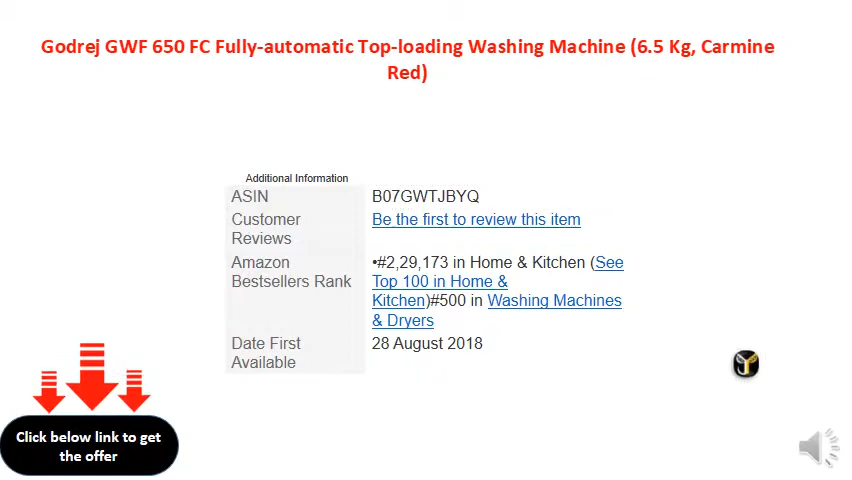 Godrej GWF 650 FC Fully-automatic Top-loading Washing Machine (6.5 Kg, Carmine
Red)
Additional Information
ASIN B07GWTJBYQ
Customer Be the first to review this item
Reviews
Amazon •#2,29,173 in Home & Kitchen (See
Bestsellers Rank Top 100 in Home &
Kitchen)#500 in Washing Machines
& Dryers
Date First 28 August 2018
Available
Click below link to get
the offer